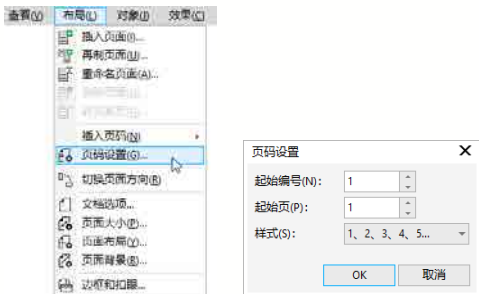 查看(V) 布局(L) 对象(J) 效果(C)
插入页面(I)...
再制页面(U)...
重命名页面(A)...
插入页码(N)
页码设置(G)...
切换页面方向(R)
文档选项...
页面大小(P)...
页面布局(Y)...
页面背景(B)...
边框和扣眼...
页码设置
起始编号(N): 1
起始页(P): 1
样式(S): 1、2、3、4、5...
OK 取消